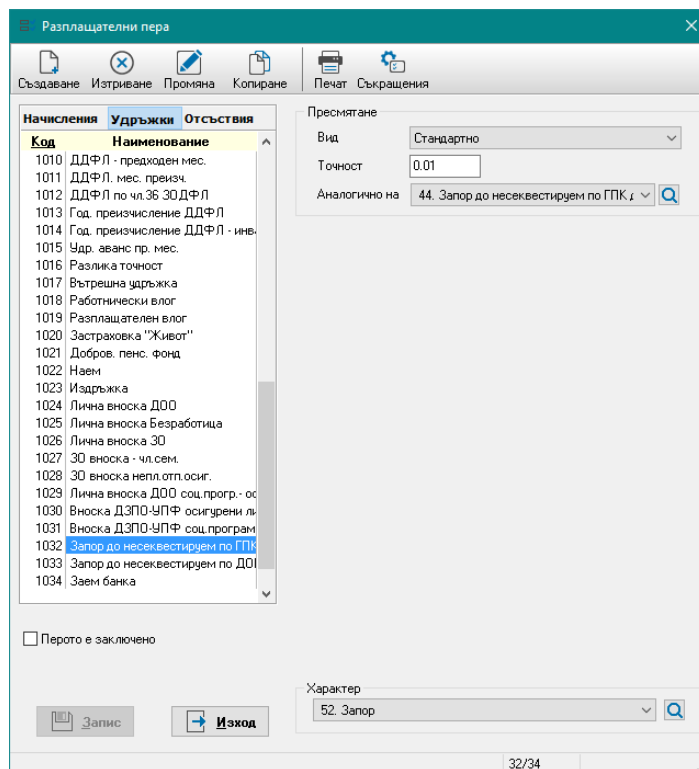 Разплащателни пера
Създаване Изтриване Промяна Копиране Печат Съкращения
Начисления Удръжки Отсъствия
Код Наименование
1010 ДДФЛ - предходен мес.
1011 ДДФЛ. мес. преизч.
1012 ДДФЛ по чл.36 ЗОДФЛ
1013 Год. преизчисление ДДФЛ
1014 Год. преизчисление ДДФЛ - инв
1015 Удр. аванс пр. мес.
1016 Разлика точност
1017 Вътрешна удръжка
1018 Работнически влог
1019 Разплащателен влог
1020 Застраховка "Живот"
1021 Добров. пенс. фонд
1022 Наем
1023 Издръжка
1024 Лична вноска ДОО
1025 Лична вноска Безработица
1026 Лична вноска ЗО
1027 ЗО вноска - чл.сем.
1028 ЗО вноска непл.отп.осиг.
1029 Лична вноска ДОО соц.прогр.- ос
1030 Вноска ДЗПО-УПФ осигурени ли
1031 Вноска ДЗПО-УПФ соц.програм
1032 Запор до несеквестируем по ГПК
1033 Запор до несеквестируем по ДО
1034 Заем банка
Перото е заключено
Запис Изход
Пресмятане
Вид Стандартно
Точност 0.01
Аналогично на 44. Запор до несеквестируем по ГПК д
Характер
52. Запор
32/34